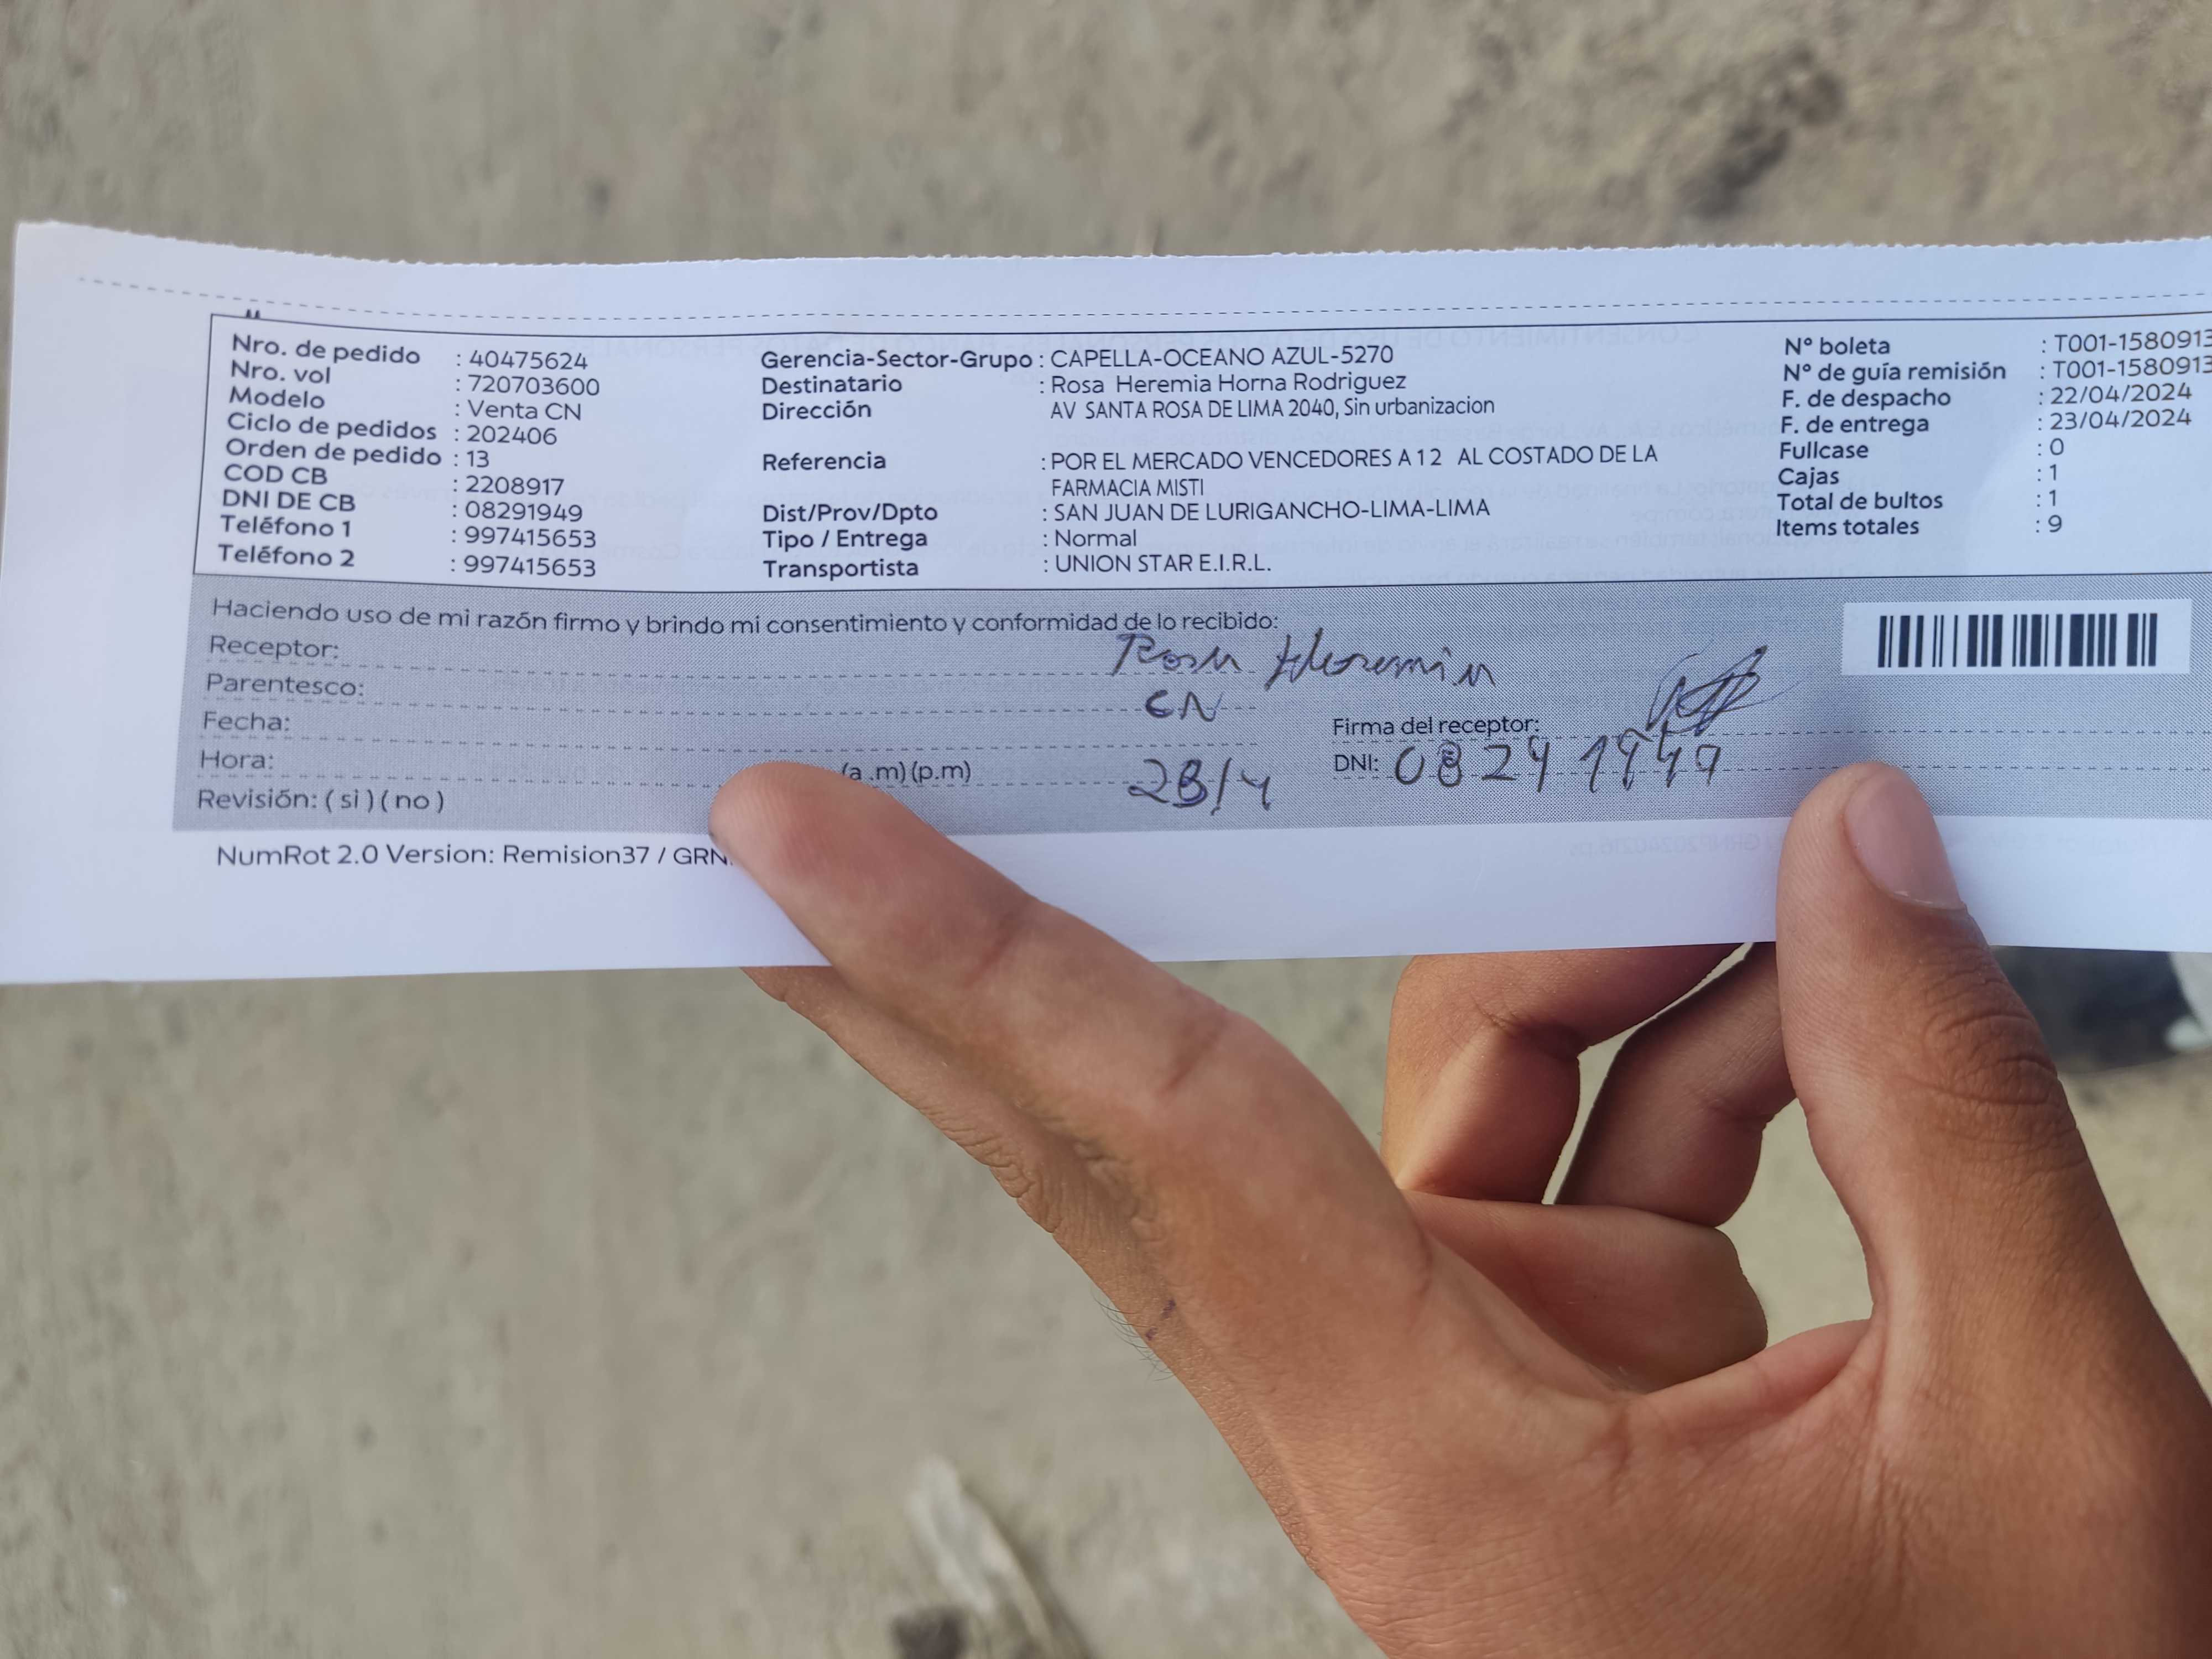 Nro. de pedido : 40475624
Nro. vol : 720703600
Modelo : Venta CN
Ciclo de pedidos : 202406
Orden de pedido : 13
COD CB : 2208917
DNI DE CB : 08291949
Teléfono 1 : 997415653
Teléfono 2 : 997415653
Gerencia-Sector-Grupo : CAPELLA-OCEANO AZUL-5270
Destinatario : Rosa Heremia Horna Rodriguez
Dirección AV SANTA ROSA DE LIMA 2040, Sin urbanizacion
Referencia : POR EL MERCADO VENCEDORES A 12 AL COSTADO DE LA
FARMACIA MISTI
Dist/Prov/Dpto : SAN JUAN DE LURIGANCHO-LIMA-LIMA
Tipo / Entrega : Normal
Transportista : UNION STAR E.I.R.L.
N° boleta : T001-1580913
N° de guía remisión : T001-1580913
F. de despacho : 22/04/2024
F. de entrega : 23/04/2024
Fullcase : 0
Cajas : 1
Total de bultos : 1
Items totales : 9
Haciendo uso de mi razón firmo y brindo mi consentimiento y conformidad de lo recibido:
Receptor: Rosa Heremia
Parentesco: CN
Fecha:
Hora: (a .m) (p.m) 23/4
Revisión: ( si ) ( no )
Firma del receptor:
DNI: 08291949
NumRot 2.0 Version: Remision37 / GRN